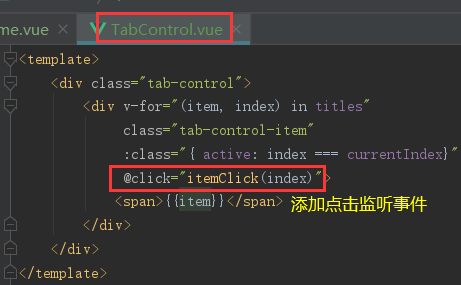 me.vue × TabControl.vue ×
<template>
<div class="tab-control">
<div v-for="(item, index) in titles"
class="tab-control-item"
:class="{ active: index === currentIndex}"
@click="itemClick(index)">
<span>{{item}}</span> 添加点击监听事件
</div>
</div>
</template>